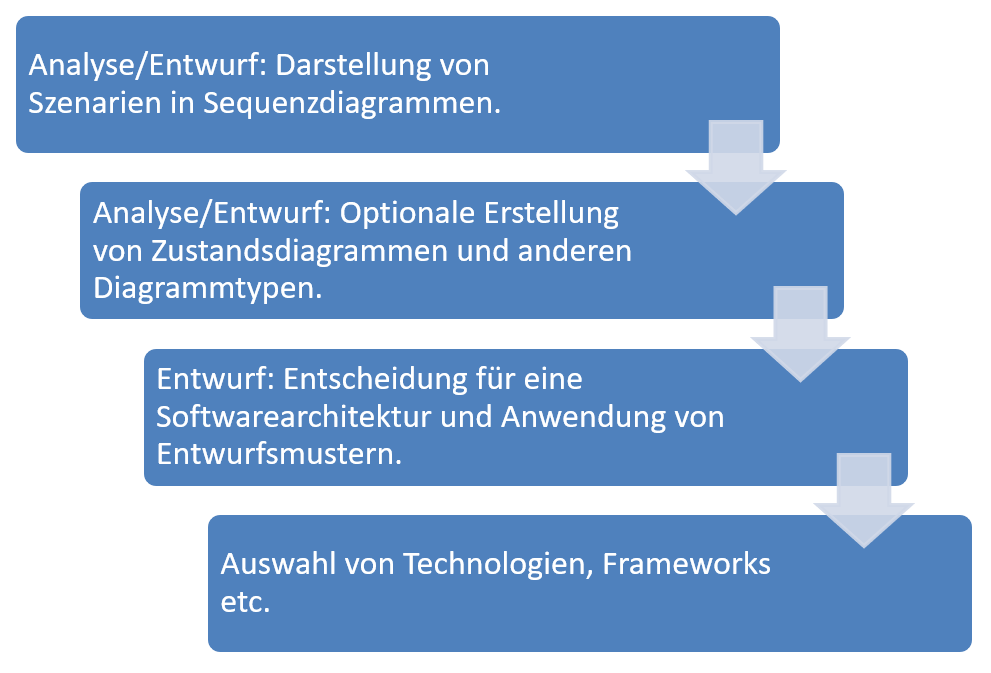 Analyse/Entwurf: Darstellung von
Szenarien in Sequenzdiagrammen.
Analyse/Entwurf: Optionale Erstellung
von Zustandsdiagrammen und anderen
Diagrammtypen.
Entwurf: Entscheidung für eine
Softwarearchitektur und Anwendung von
Entwurfsmustern.
Auswahl von Technologien, Frameworks
etc.